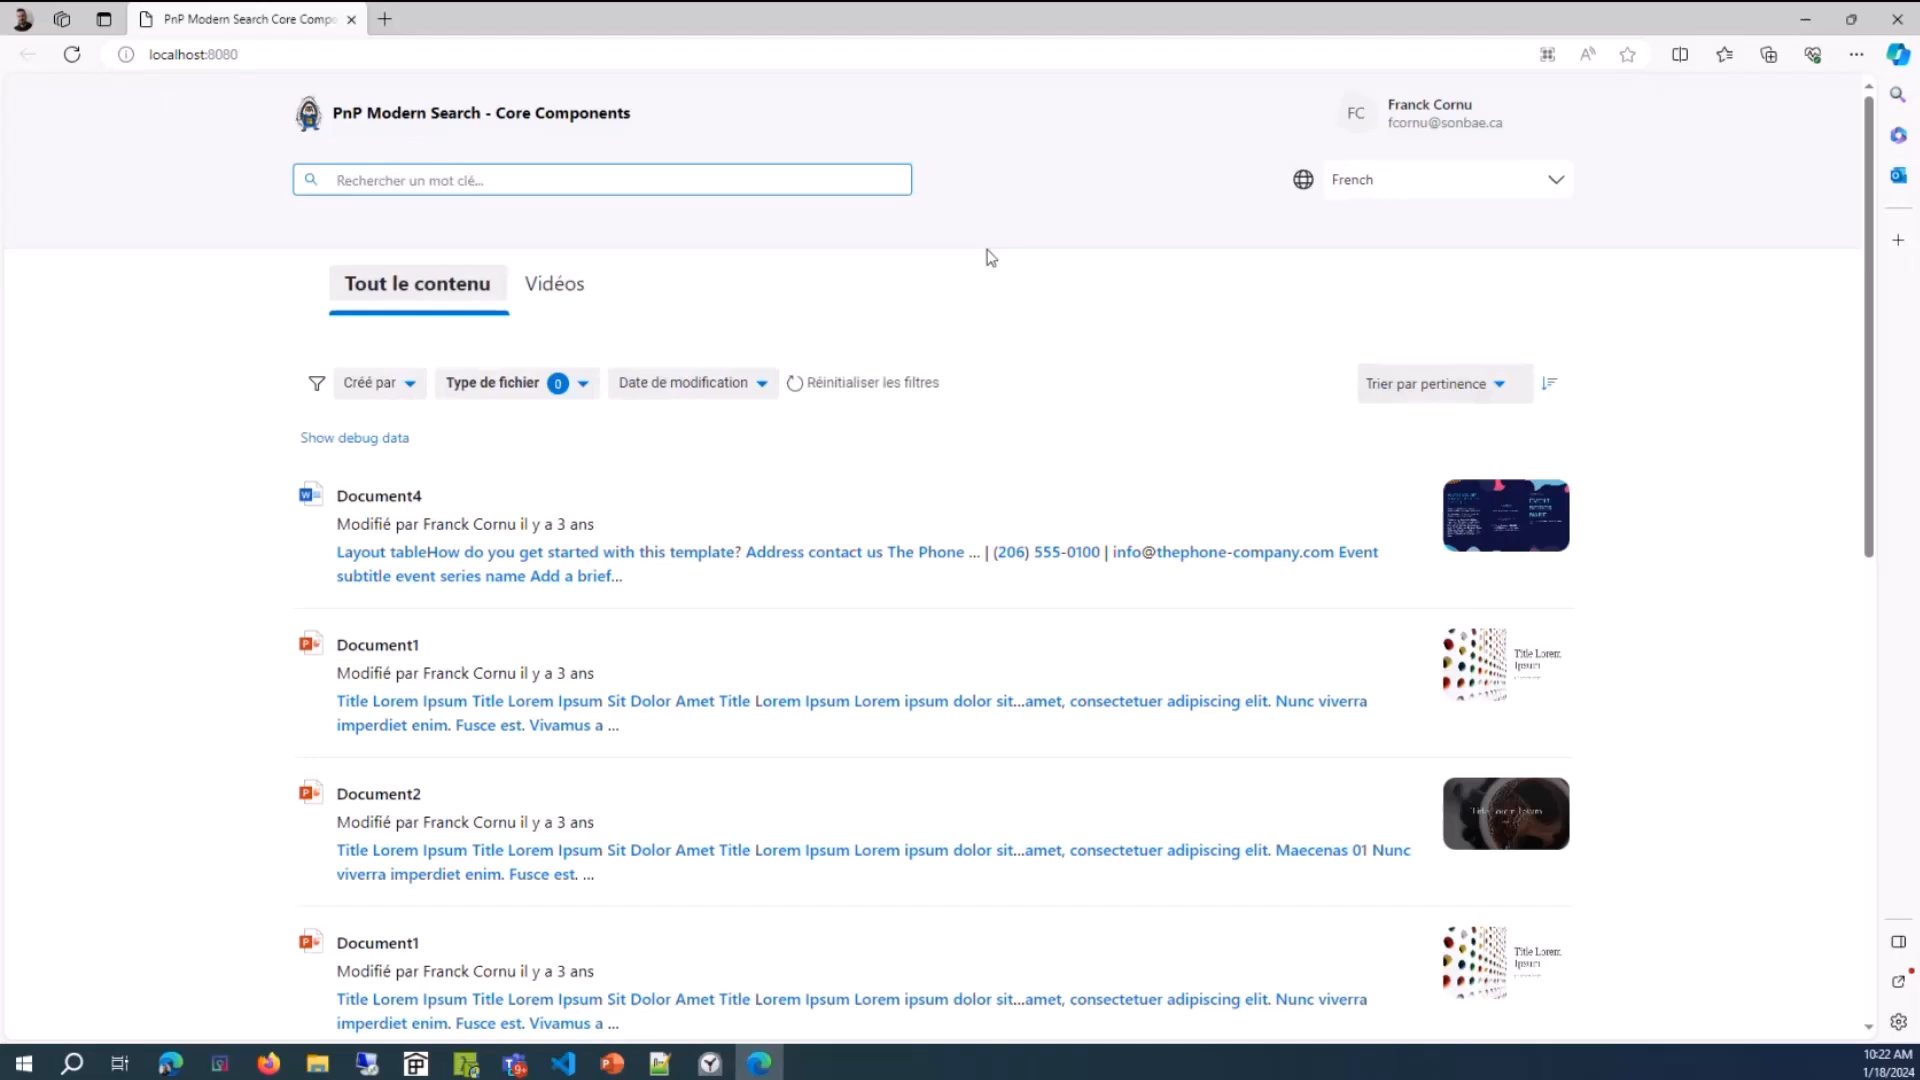 PnP Modern Search Core Compo
localhost:8080
PnP Modern Search - Core Components
FC
Franck Cornu
fcornu@sonbae.ca
Rechercher un mot clé...
French
Tout le contenu
Vidéos
Créé par
Type de fichier
0
Date de modification
Réinitialiser les filtres
Trier par pertinence
Show debug data
Document4
Modifié par Franck Cornu il y a 3 ans
Layout tableHow do you get started with this template? Address contact us The Phone ... | (206) 555-0100 | info@thephone-company.com Event
subtitle event series name Add a brief...
Document1
Modifié par Franck Cornu il y a 3 ans
Title Lorem Ipsum Title Lorem Ipsum Sit Dolor Amet Title Lorem Ipsum Lorem ipsum dolor sit...amet, consectetuer adipiscing elit. Nunc viverra
imperdiet enim. Fusce est. Vivamus a ...
Title Lorem
Ipsum
Document2
Modifié par Franck Cornu il y a 3 ans
Title Lorem Ipsum Title Lorem Ipsum Sit Dolor Amet Title Lorem Ipsum Lorem ipsum dolor sit...amet, consectetuer adipiscing elit. Maecenas 01 Nunc
viverra imperdiet enim. Fusce est. ...
Title Lorem Ipsum
Document1
Modifié par Franck Cornu il y a 3 ans
Title Lorem Ipsum Title Lorem Ipsum Sit Dolor Amet Title Lorem Ipsum Lorem ipsum dolor sit...amet, consectetuer adipiscing elit. Nunc viverra
imperdiet enim. Fusce est. Vivamus a ...
Title Lorem
Ipsum
10:22 AM
1/18/2024